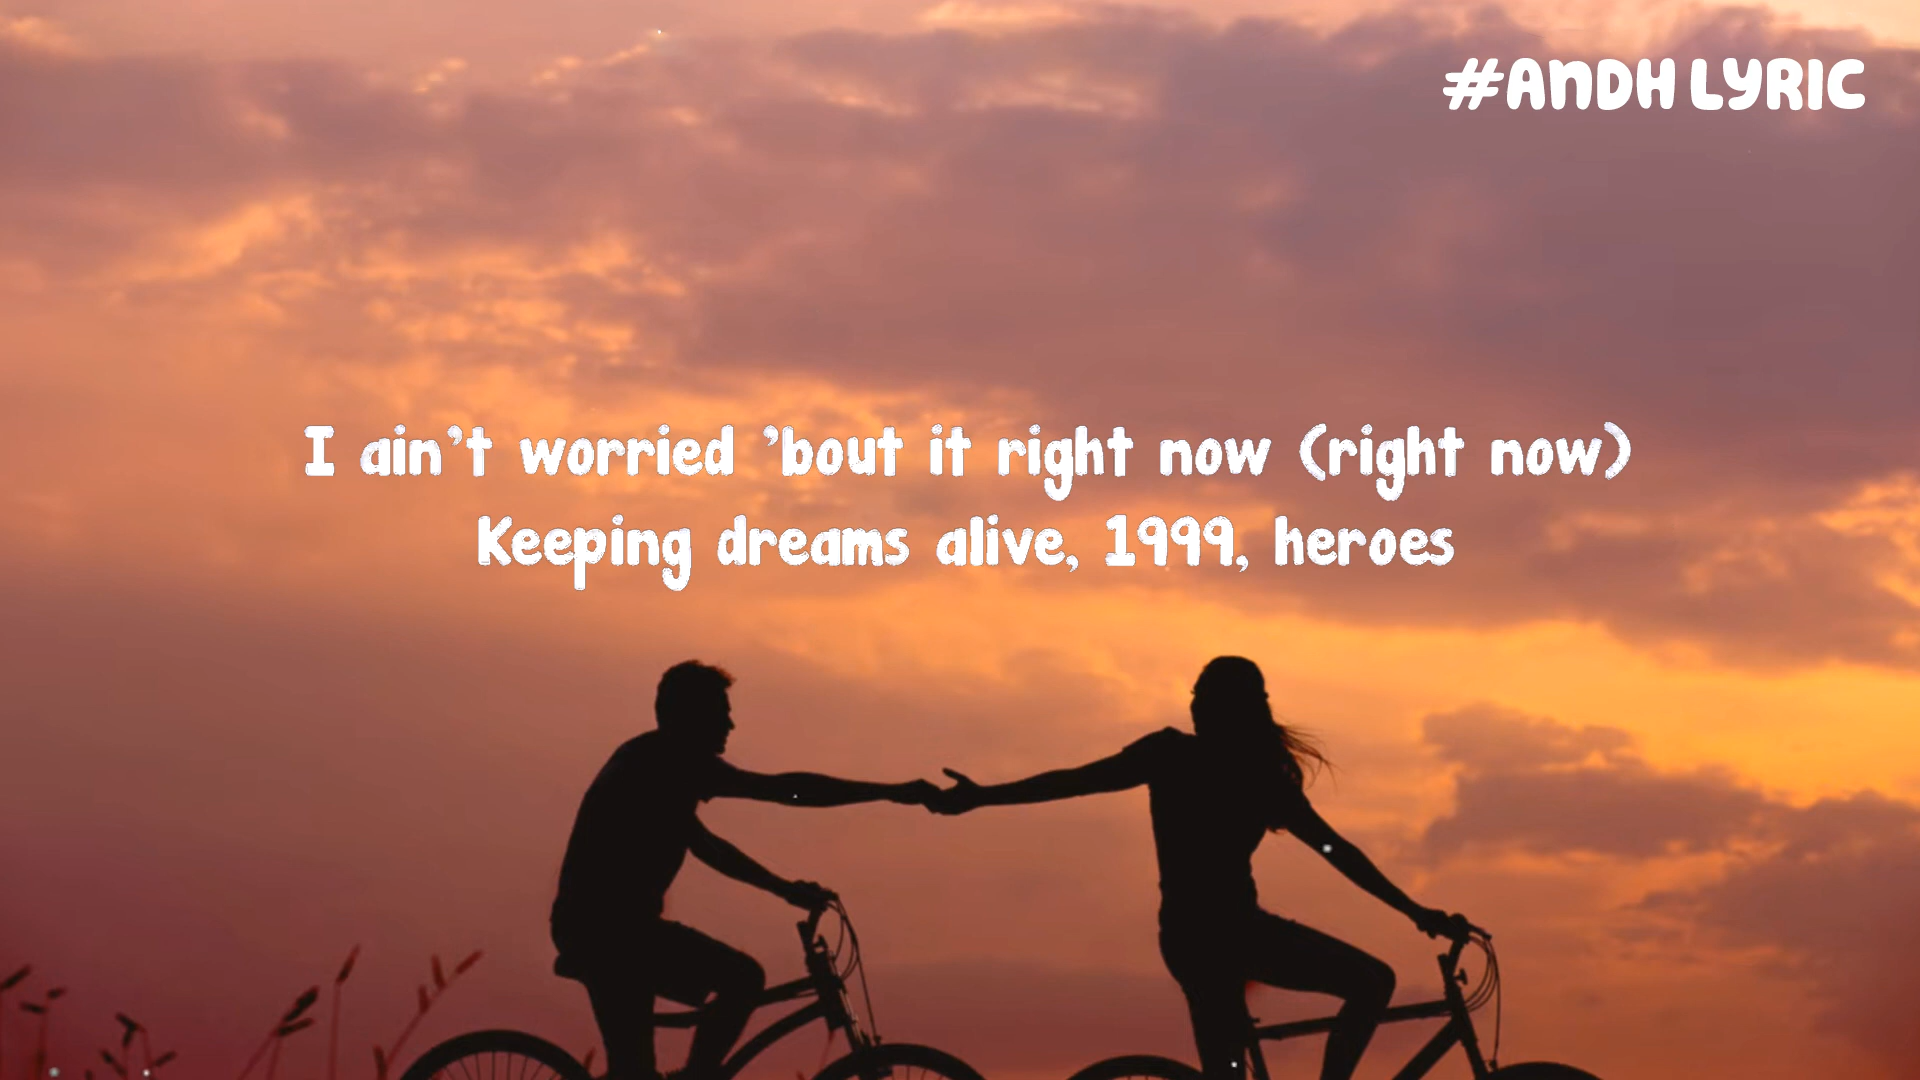 #ANDH LYRIC
I ain't worried 'bout it right now (right now)
Keeping dreams alive, 1999, heroes